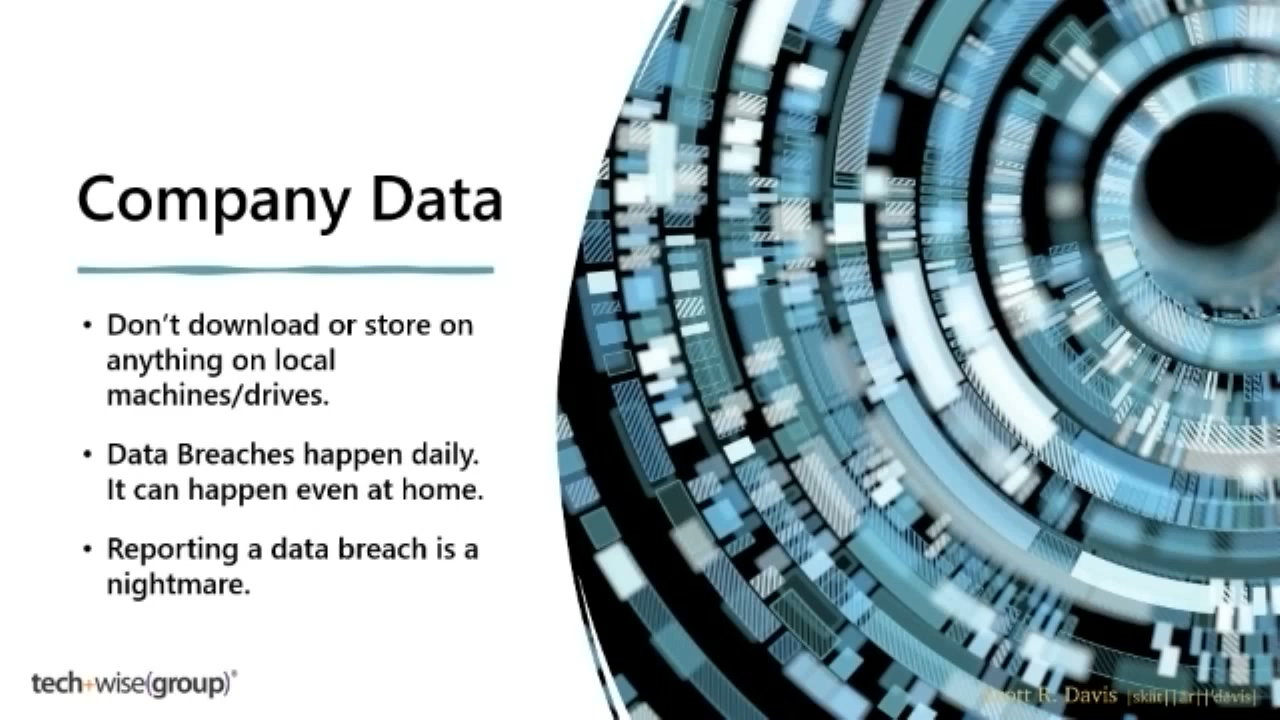 Company Data
• Don't download or store on
anything on local
machines/drives.
• Data Breaches happen daily.
It can happen even at home.
• Reporting a data breach is a
nightmare.
tech+wise(group)®
R. Davis